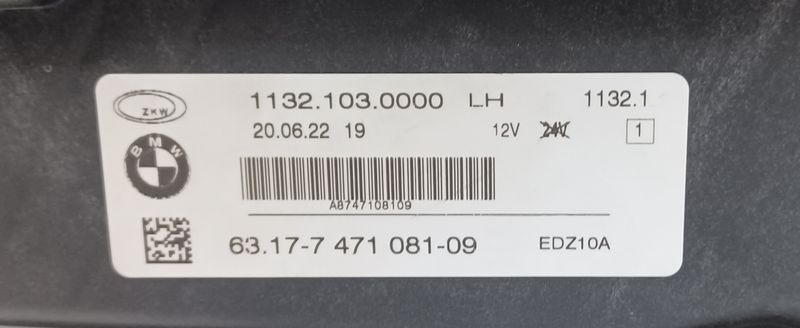 ZKW
1132.103.0000 LH 1132.1
20.06.22 19 12V 24V 1
BMW
A8747108109
63.17-7 471 081-09 EDZ10A